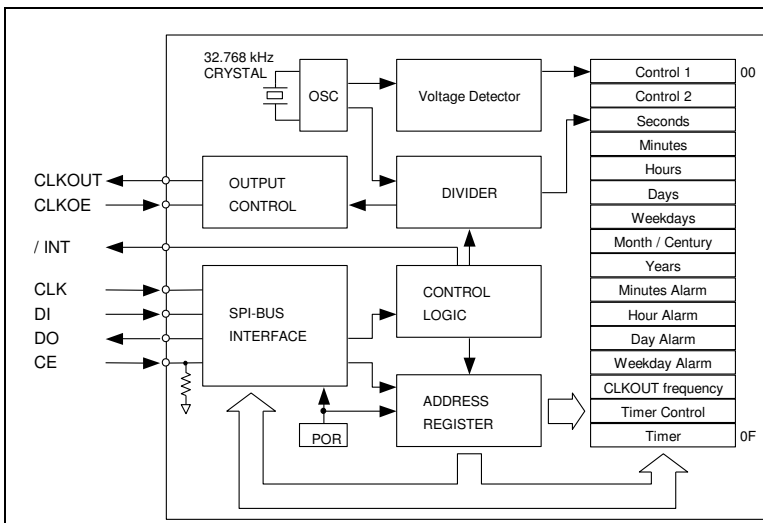 32.768 kHz
CRYSTAL
OSC
Voltage Detector
Control 1
00
Control 2
Seconds
Minutes
Hours
Days
Weekdays
Month / Century
Years
Minutes Alarm
Hour Alarm
Day Alarm
Weekday Alarm
CLKOUT frequency
Timer Control
Timer
0F
CLKOUT
CLKOE
/ INT
CLK
DI
DO
CE
OUTPUT
CONTROL
DIVIDER
SPI-BUS
INTERFACE
CONTROL
LOGIC
ADDRESS
REGISTER
POR